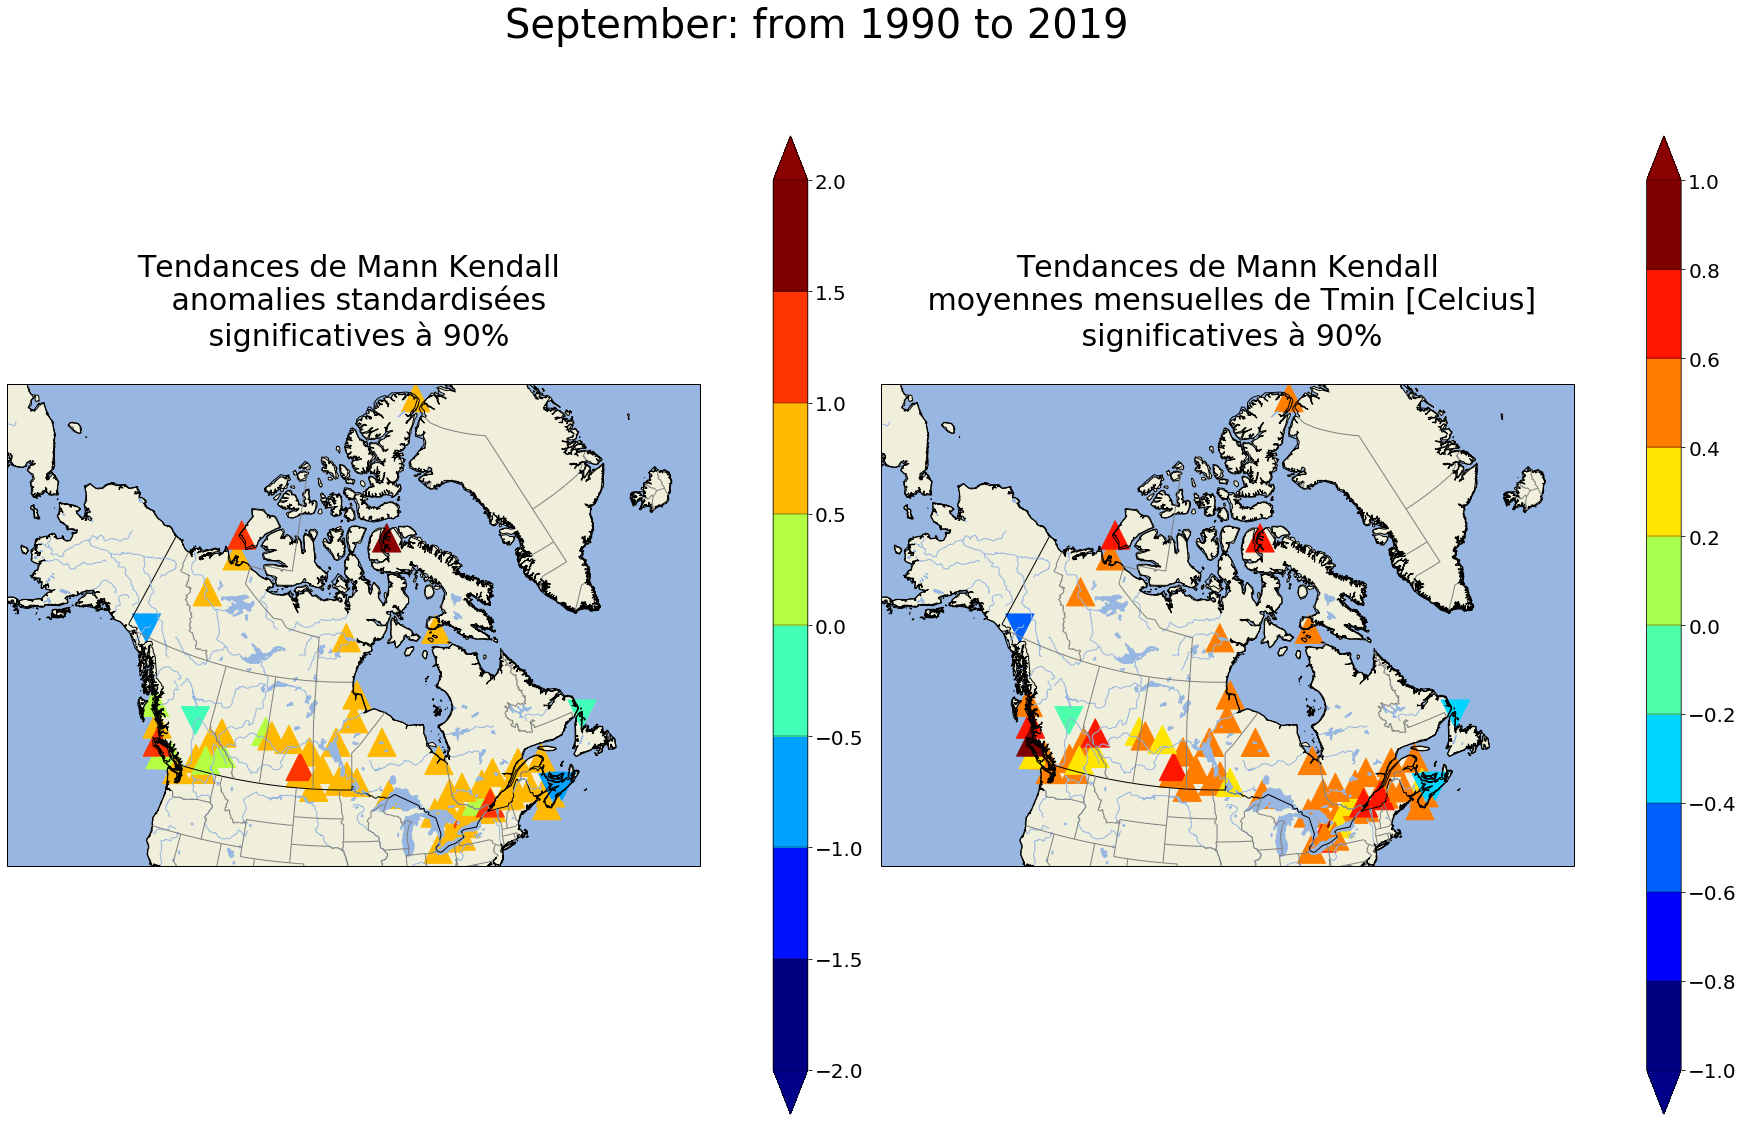 September: from 1990 to 2019
Tendances de Mann Kendall
anomalies standardisées
significatives à 90%
2.0
1.5
1.0
0.5
0.0
−0.5
−1.0
−1.5
−2.0
Tendances de Mann Kendall
moyennes mensuelles de Tmin [Celcius]
significatives à 90%
1.0
0.8
0.6
0.4
0.2
0.0
−0.2
−0.4
−0.6
−0.8
−1.0